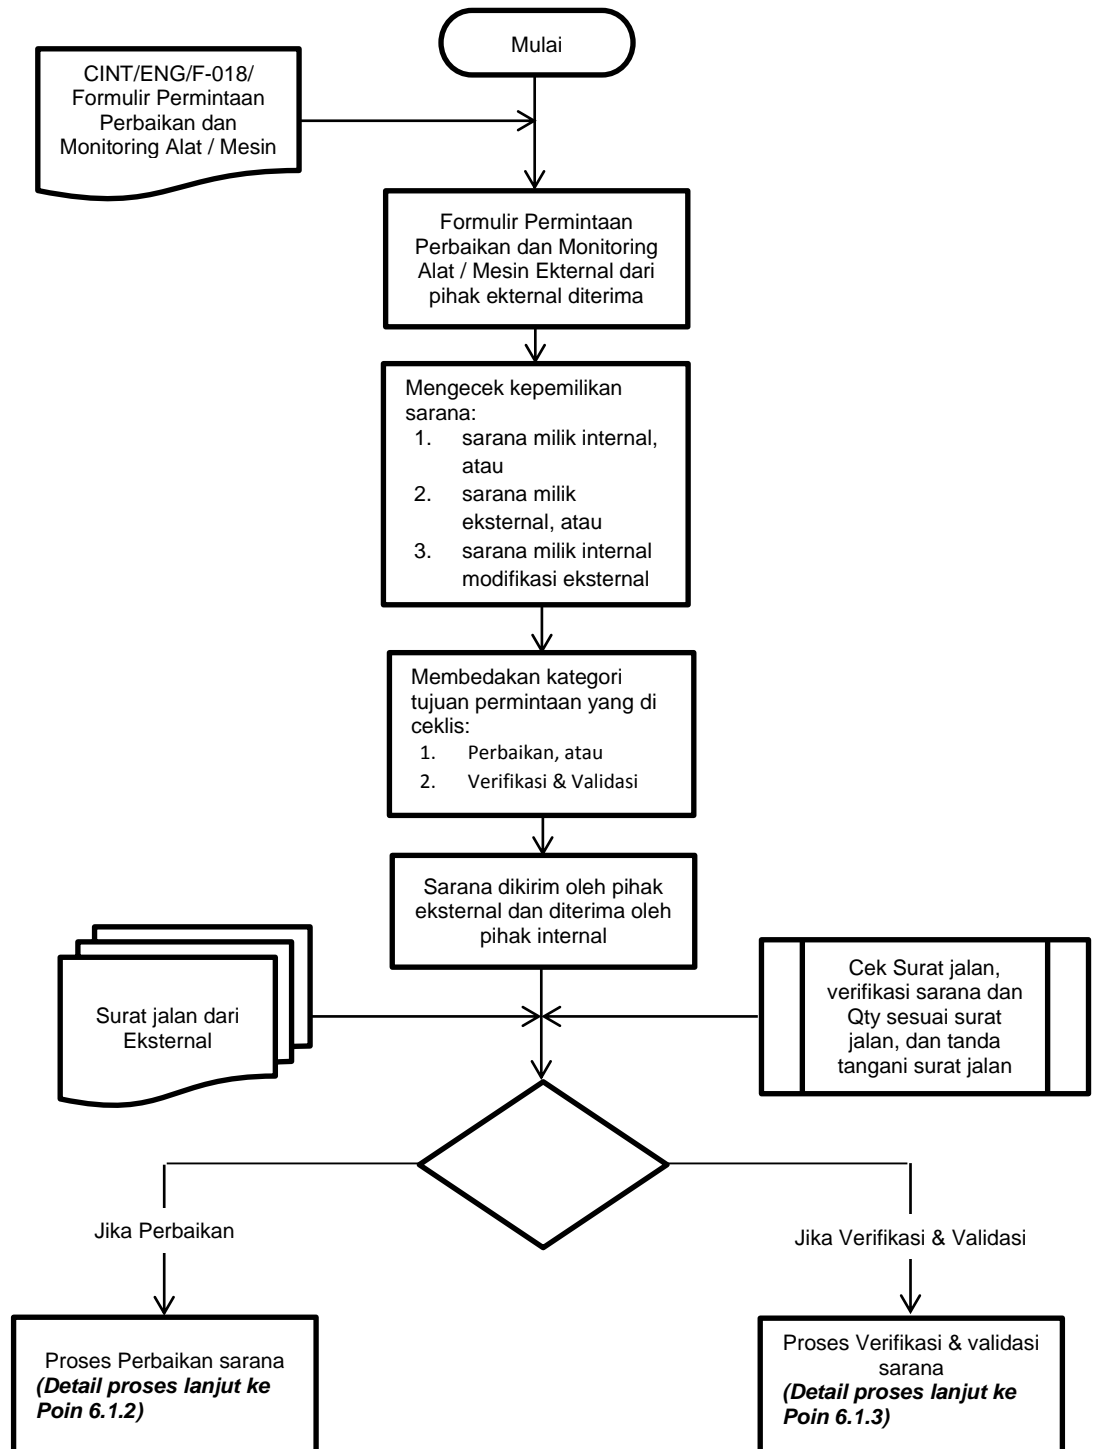 Mulai
CINT/ENG/F-018/
Formulir Permintaan
Perbaikan dan
Monitoring Alat / Mesin
Formulir Permintaan
Perbaikan dan Monitoring
Alat / Mesin Ekternal dari
pihak ekternal diterima
Mengecek kepemilikan
sarana:
1. sarana milik internal,
atau
2. sarana milik
eksternal, atau
3. sarana milik internal
modifikasi eksternal
Membedakan kategori
tujuan permintaan yang di
ceklis:
1. Perbaikan, atau
2. Verifikasi & Validasi
Sarana dikirim oleh pihak
eksternal dan diterima oleh
pihak internal
Surat jalan dari
Eksternal
Cek Surat jalan,
verifikasi sarana dan
Qty sesuai surat
jalan, dan tanda
tangani surat jalan
Jika Perbaikan
Jika Verifikasi & Validasi
Proses Perbaikan sarana
(Detail proses lanjut ke
Poin 6.1.2)
Proses Verifikasi & validasi
sarana
(Detail proses lanjut ke
Poin 6.1.3)